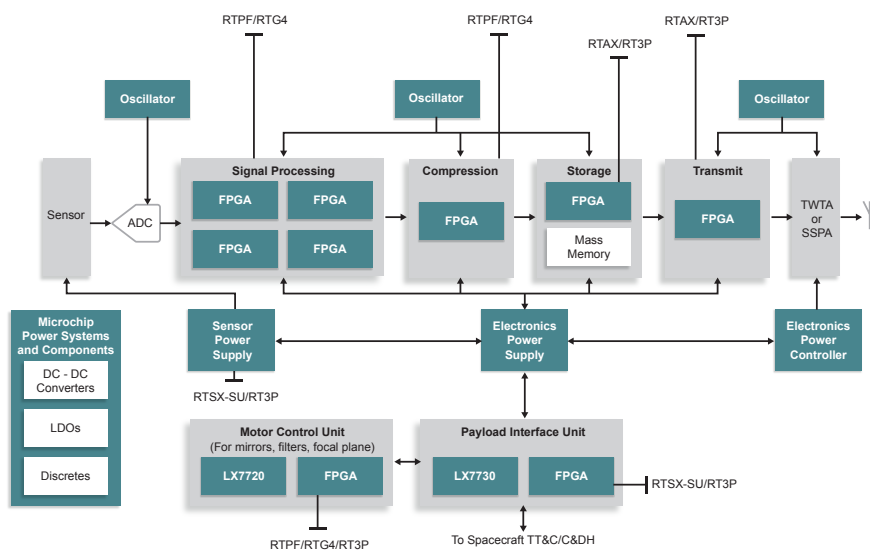 RTPF/RTG4
RTPF/RTG4
RTAX/RT3P
RTAX/RT3P
Oscillator
Oscillator
Oscillator
Sensor
ADC
Signal Processing
FPGA
FPGA
FPGA
FPGA
Compression
FPGA
Storage
FPGA
Mass
Memory
Transmit
FPGA
TWTA
or
SSPA
Microchip
Power Systems
and Components
DC - DC
Converters
LDOs
Discretes
Sensor
Power
Supply
RTSX-SU/RT3P
Electronics
Power
Supply
Electronics
Power
Controller
Motor Control Unit
(For mirrors, filters, focal plane)
LX7720
FPGA
RTPF/RTG4/RT3P
Payload Interface Unit
LX7730
FPGA
RTSX-SU/RT3P
To Spacecraft TT&C/C&DH